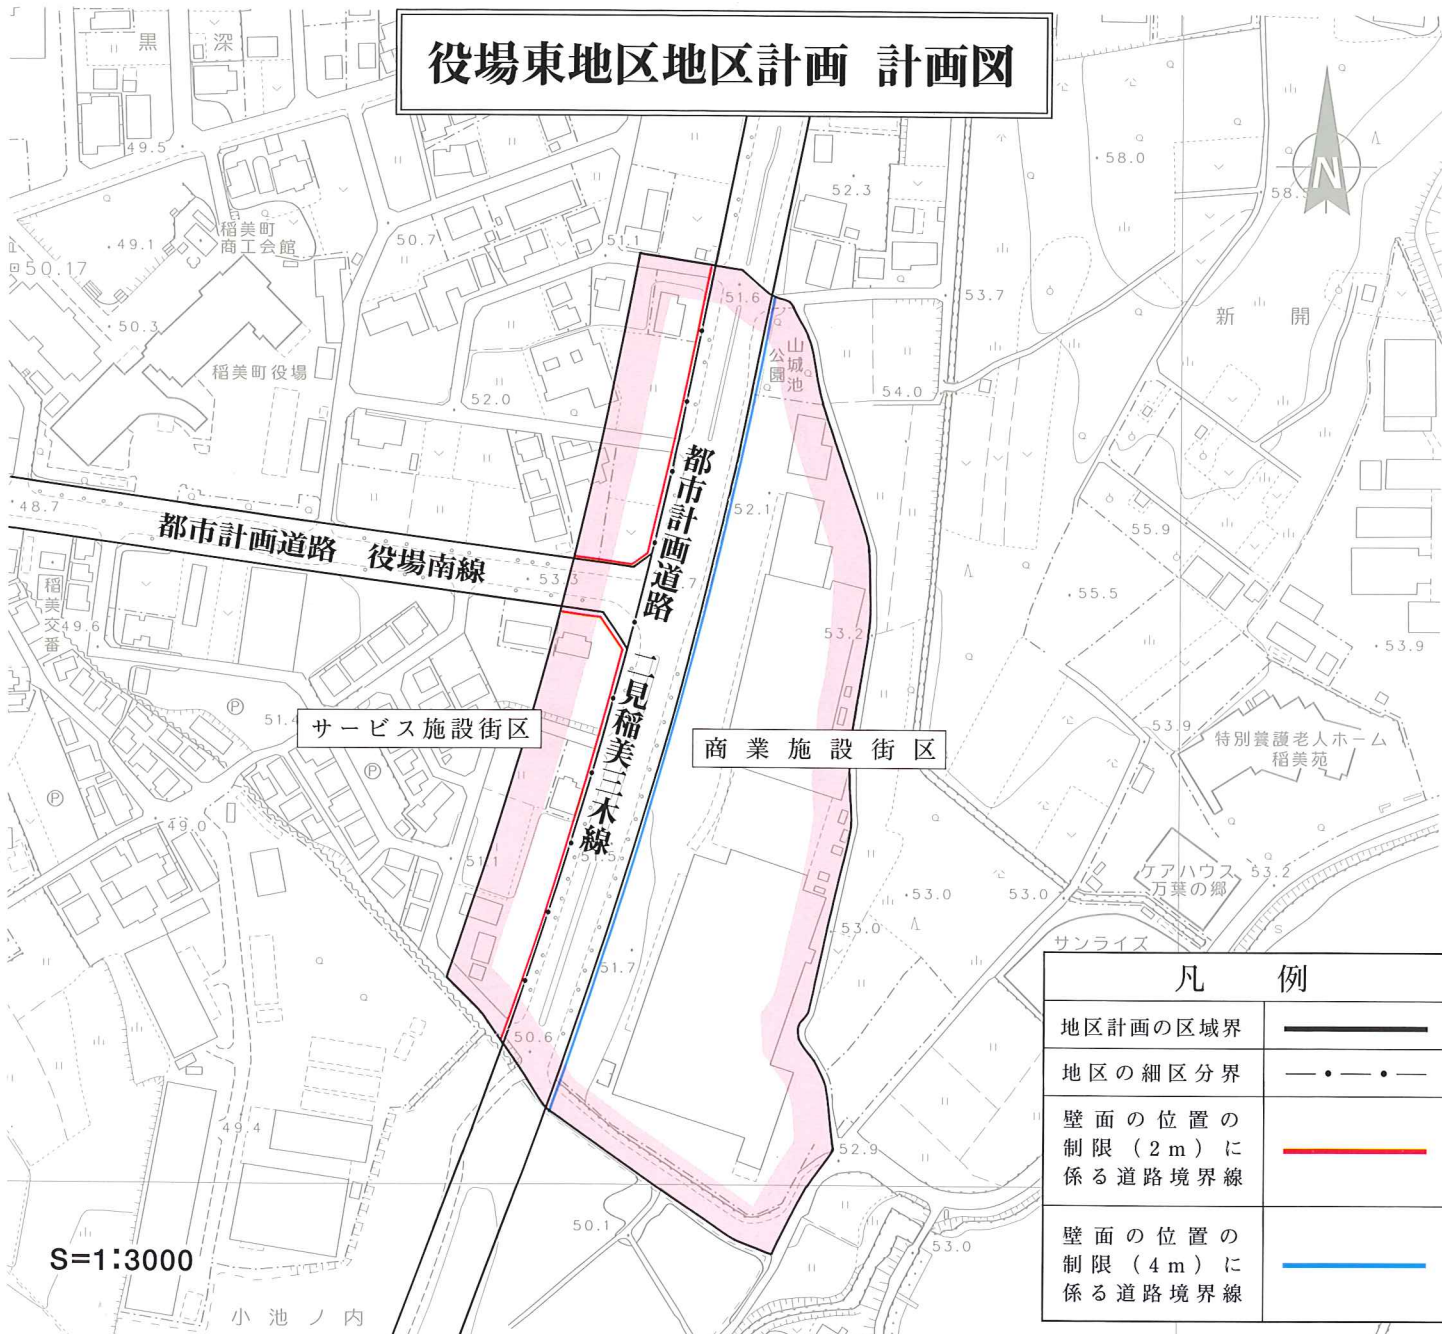 役場東地区地区計画 計画図
黒 深
49.5
稲美町
商工会館
49.1
50.17
50.3
稲美町役場
50.7
51.1
52.0
52.3
51.6
53.7
山城池
公園
54.0
58.0
N
新 開
48.7
都市計画道路 役場南線
53.3
都市計画道路 二見稲美三木線
52.1
53.2
55.9
55.5
53.9
稲美交番
49.6
51.4
サービス施設街区
商業施設街区
53.9
特別養護老人ホーム
稲美苑
Ⓟ
Ⓟ
Ⓟ
49.0
51.1
51.5
ケアハウス
万葉の郷
53.2
53.0
53.0
53.0
サンライズ
51.7
50.6
49.4
52.9
50.1
53.0
S=1:3000
小池ノ内
凡 例
地区計画の区域界
地区の細区分界
壁面の位置の
制限(2m)に
係る道路境界線
壁面の位置の
制限(4m)に
係る道路境界線